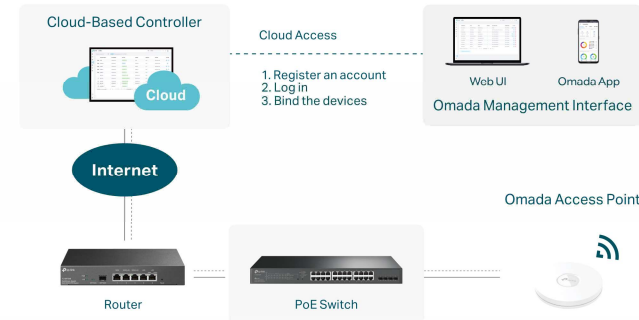 Cloud-Based Controller
Cloud
Cloud Access
1. Register an account
2. Log in
3. Bind the devices
Web UI
Omada App
Omada Management Interface
Internet
Omada Access Point
Router
PoE Switch